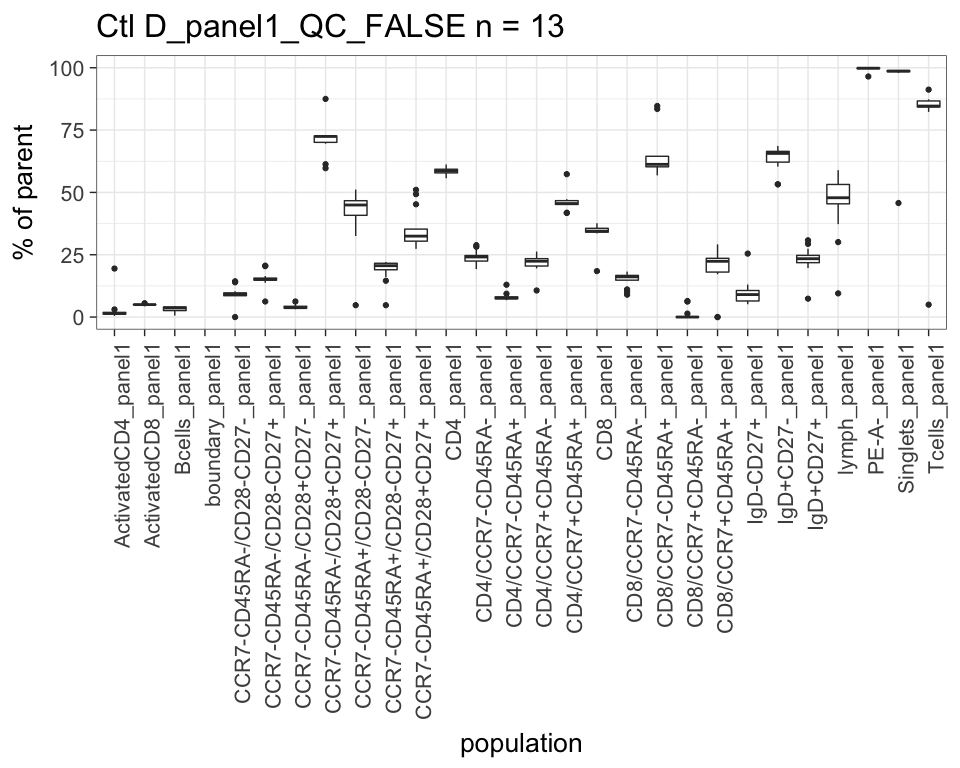 Ctl D_panel1_QC_FALSE n = 13
% of parent
100
75
50
25
0
ActivatedCD4_panel1
ActivatedCD8_panel1
Bcells_panel1
boundary_panel1
CCR7-CD45RA-/CD28-CD27-_panel1
CCR7-CD45RA-/CD28-CD27+_panel1
CCR7-CD45RA-/CD28+CD27-_panel1
CCR7-CD45RA-/CD28+CD27+_panel1
CCR7-CD45RA+/CD28-CD27-_panel1
CCR7-CD45RA+/CD28-CD27+_panel1
CCR7-CD45RA+/CD28+CD27+_panel1
CD4_panel1
CD4/CCR7-CD45RA-_panel1
CD4/CCR7-CD45RA+_panel1
CD4/CCR7+CD45RA-_panel1
CD4/CCR7+CD45RA+_panel1
CD8_panel1
CD8/CCR7-CD45RA-_panel1
CD8/CCR7-CD45RA+_panel1
CD8/CCR7+CD45RA-_panel1
CD8/CCR7+CD45RA+_panel1
IgD-CD27+_panel1
IgD+CD27-_panel1
IgD+CD27+_panel1
lymph_panel1
PE-A-_panel1
Singlets_panel1
Tcells_panel1
population